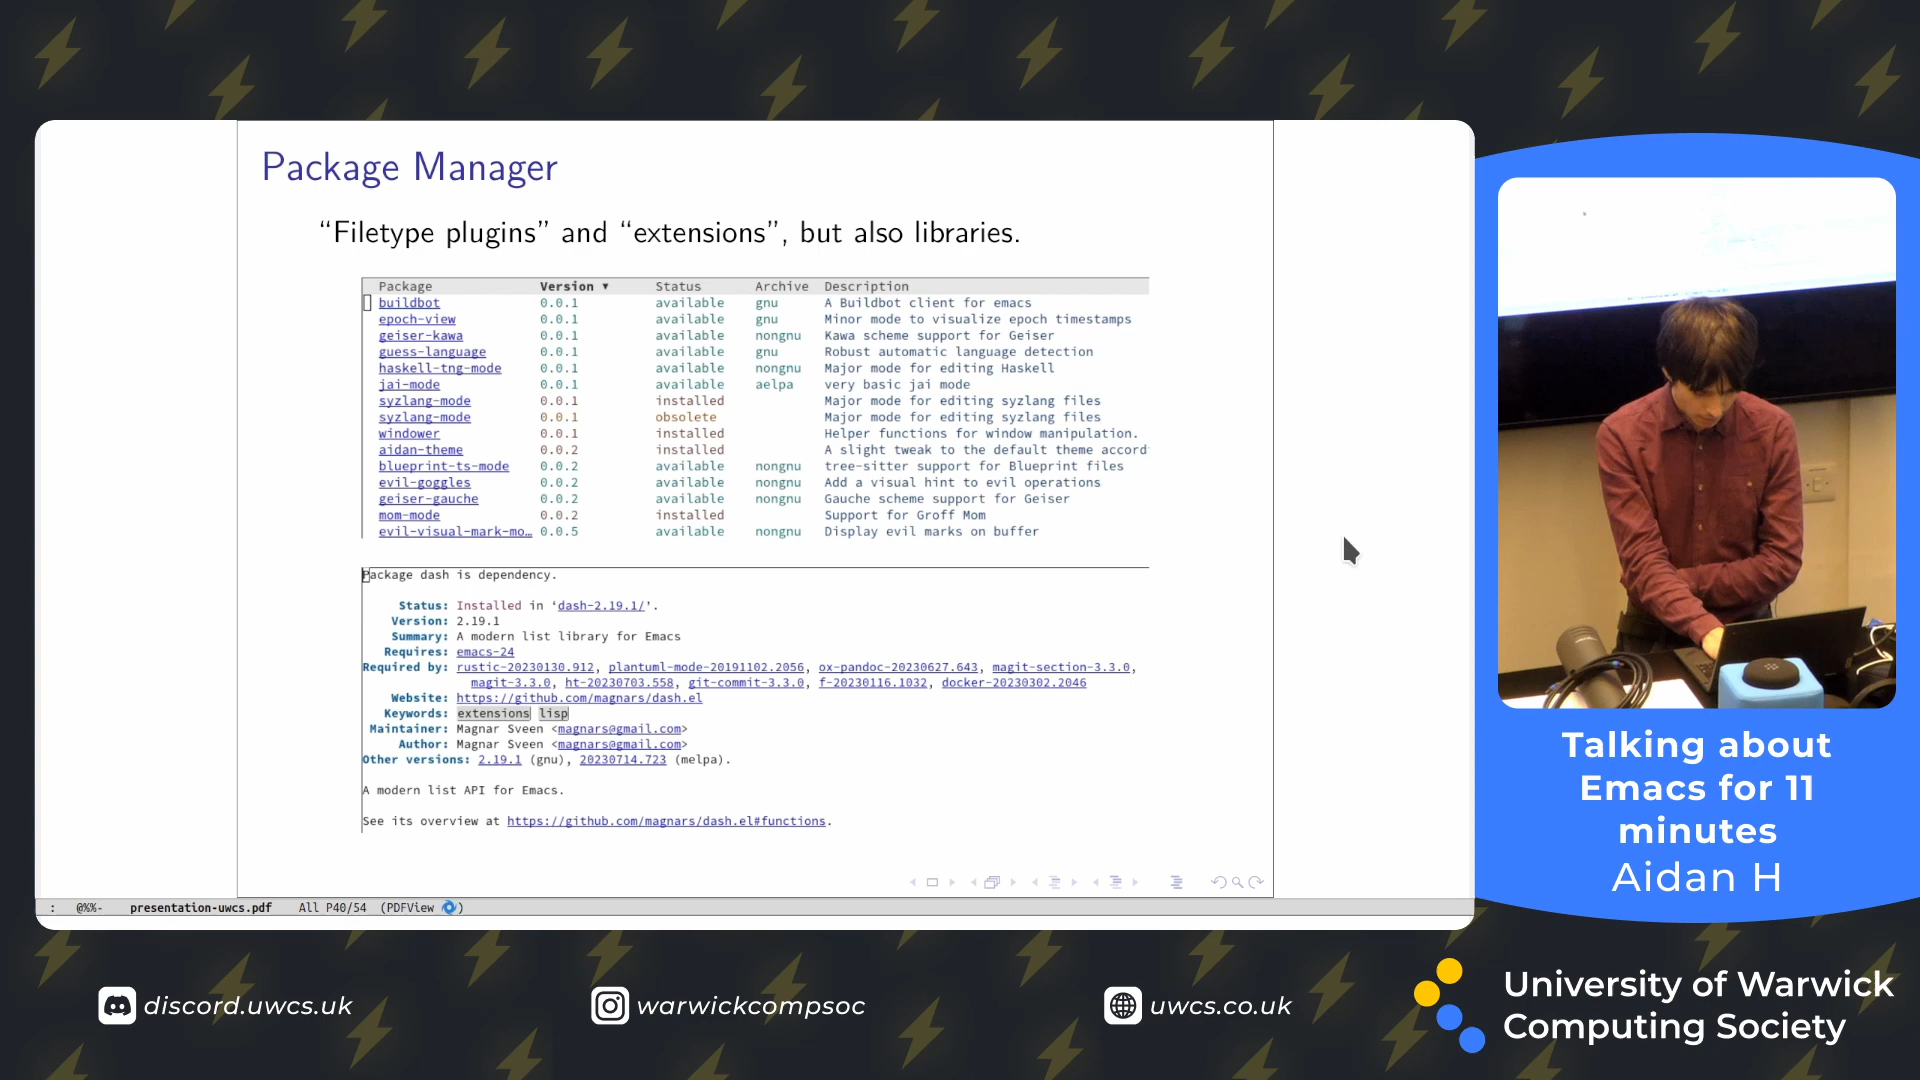 Package Manager
“Filetype plugins” and “extensions”, but also libraries.
Package Version ▼ Status Archive Description
buildbot 0.0.1 available gnu A Buildbot client for emacs
epoch-view 0.0.1 available gnu Minor mode to visualize epoch timestamps
geiser-kawa 0.0.1 available nongnu Kawa scheme support for Geiser
guess-language 0.0.1 available gnu Robust automatic language detection
haskell-tng-mode 0.0.1 available nongnu Major mode for editing Haskell
jai-mode 0.0.1 available aelpa very basic jai mode
syzlang-mode 0.0.1 installed Major mode for editing syzlang files
syzlang-mode 0.0.1 obsolete Major mode for editing syzlang files
windower 0.0.1 installed Helper functions for window manipulation.
aidan-theme 0.0.2 installed A slight tweak to the default theme accord
blueprint-ts-mode 0.0.2 available nongnu tree-sitter support for Blueprint files
evil-goggles 0.0.2 available nongnu Add a visual hint to evil operations
geiser-gauche 0.0.2 available nongnu Gauche scheme support for Geiser
mom-mode 0.0.2 installed Support for Groff Mom
evil-visual-mark-mo… 0.0.5 available nongnu Display evil marks on buffer
Package dash is dependency.
Status: Installed in ‘dash-2.19.1/’.
Version: 2.19.1
Summary: A modern list library for Emacs
Requires: emacs-24
Required by: rustic-20230130.912, plantuml-mode-20191102.2056, ox-pandoc-20230627.643, magit-section-3.3.0,
magit-3.3.0, ht-20230703.558, git-commit-3.3.0, f-20230116.1032, docker-20230302.2046
Website: https://github.com/magnars/dash.el
Keywords: extensions lisp
Maintainer: Magnar Sveen <magnars@gmail.com>
Author: Magnar Sveen <magnars@gmail.com>
Other versions: 2.19.1 (gnu), 20230714.723 (melpa).
A modern list API for Emacs.
See its overview at https://github.com/magnars/dash.el#functions.
: @%%- presentation-uwcs.pdf All P40/54 (PDFView )
Talking about
Emacs for 11
minutes
Aidan H
discord.uwcs.uk
warwickcompsoc
uwcs.co.uk
University of Warwick
Computing Society